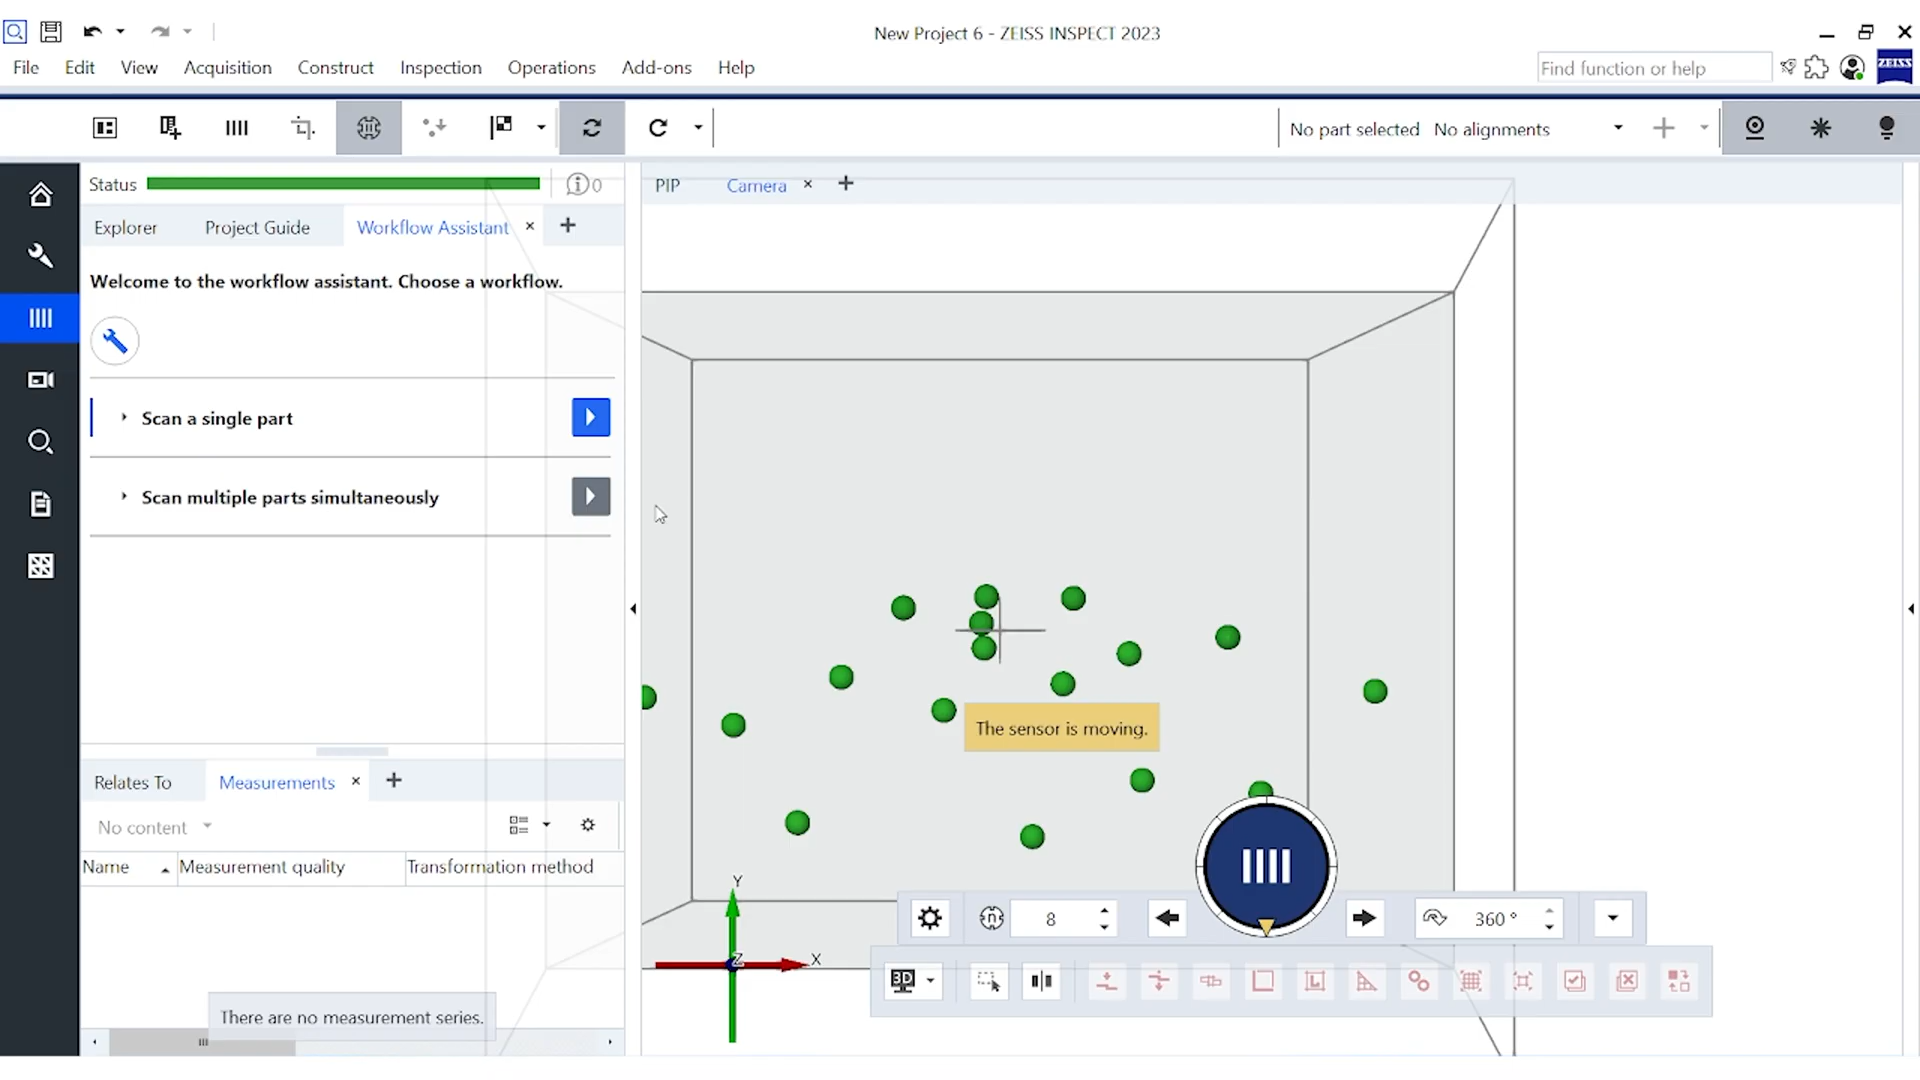 New Project 6 - ZEISS INSPECT 2023
File Edit View Acquisition Construct Inspection Operations Add-ons Help
Find function or help
ZEISS
No part selected No alignments
Status
0
PIP Camera
Explorer Project Guide Workflow Assistant
Welcome to the workflow assistant. Choose a workflow.
Scan a single part
Scan multiple parts simultaneously
The sensor is moving.
Relates To Measurements
No content
Name Measurement quality Transformation method
Y
n 8 360 °
Z X
3D
There are no measurement series.